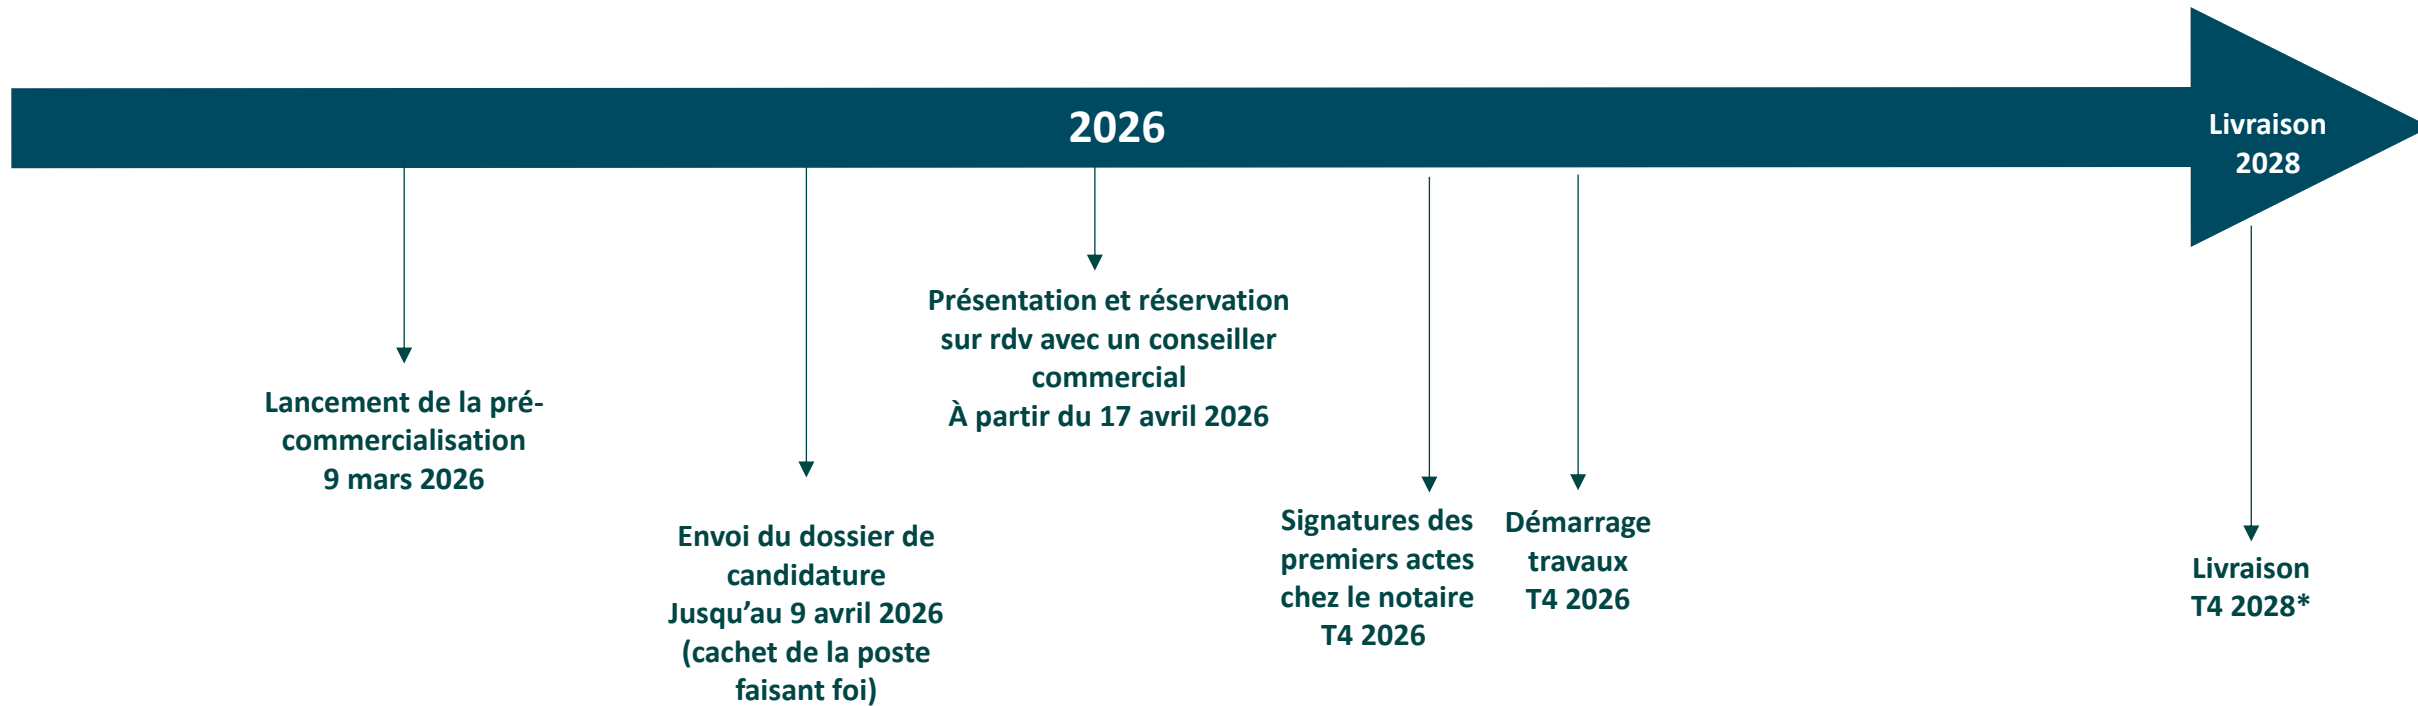 2026
Livraison
2028
Lancement de la pré-
commercialisation
9 mars 2026
Envoi du dossier de
candidature
Jusqu’au 9 avril 2026
(cachet de la poste
faisant foi)
Présentation et réservation
sur rdv avec un conseiller
commercial
À partir du 17 avril 2026
Signatures des
premiers actes
chez le notaire
T4 2026
Démarrage
travaux
T4 2026
Livraison
T4 2028*